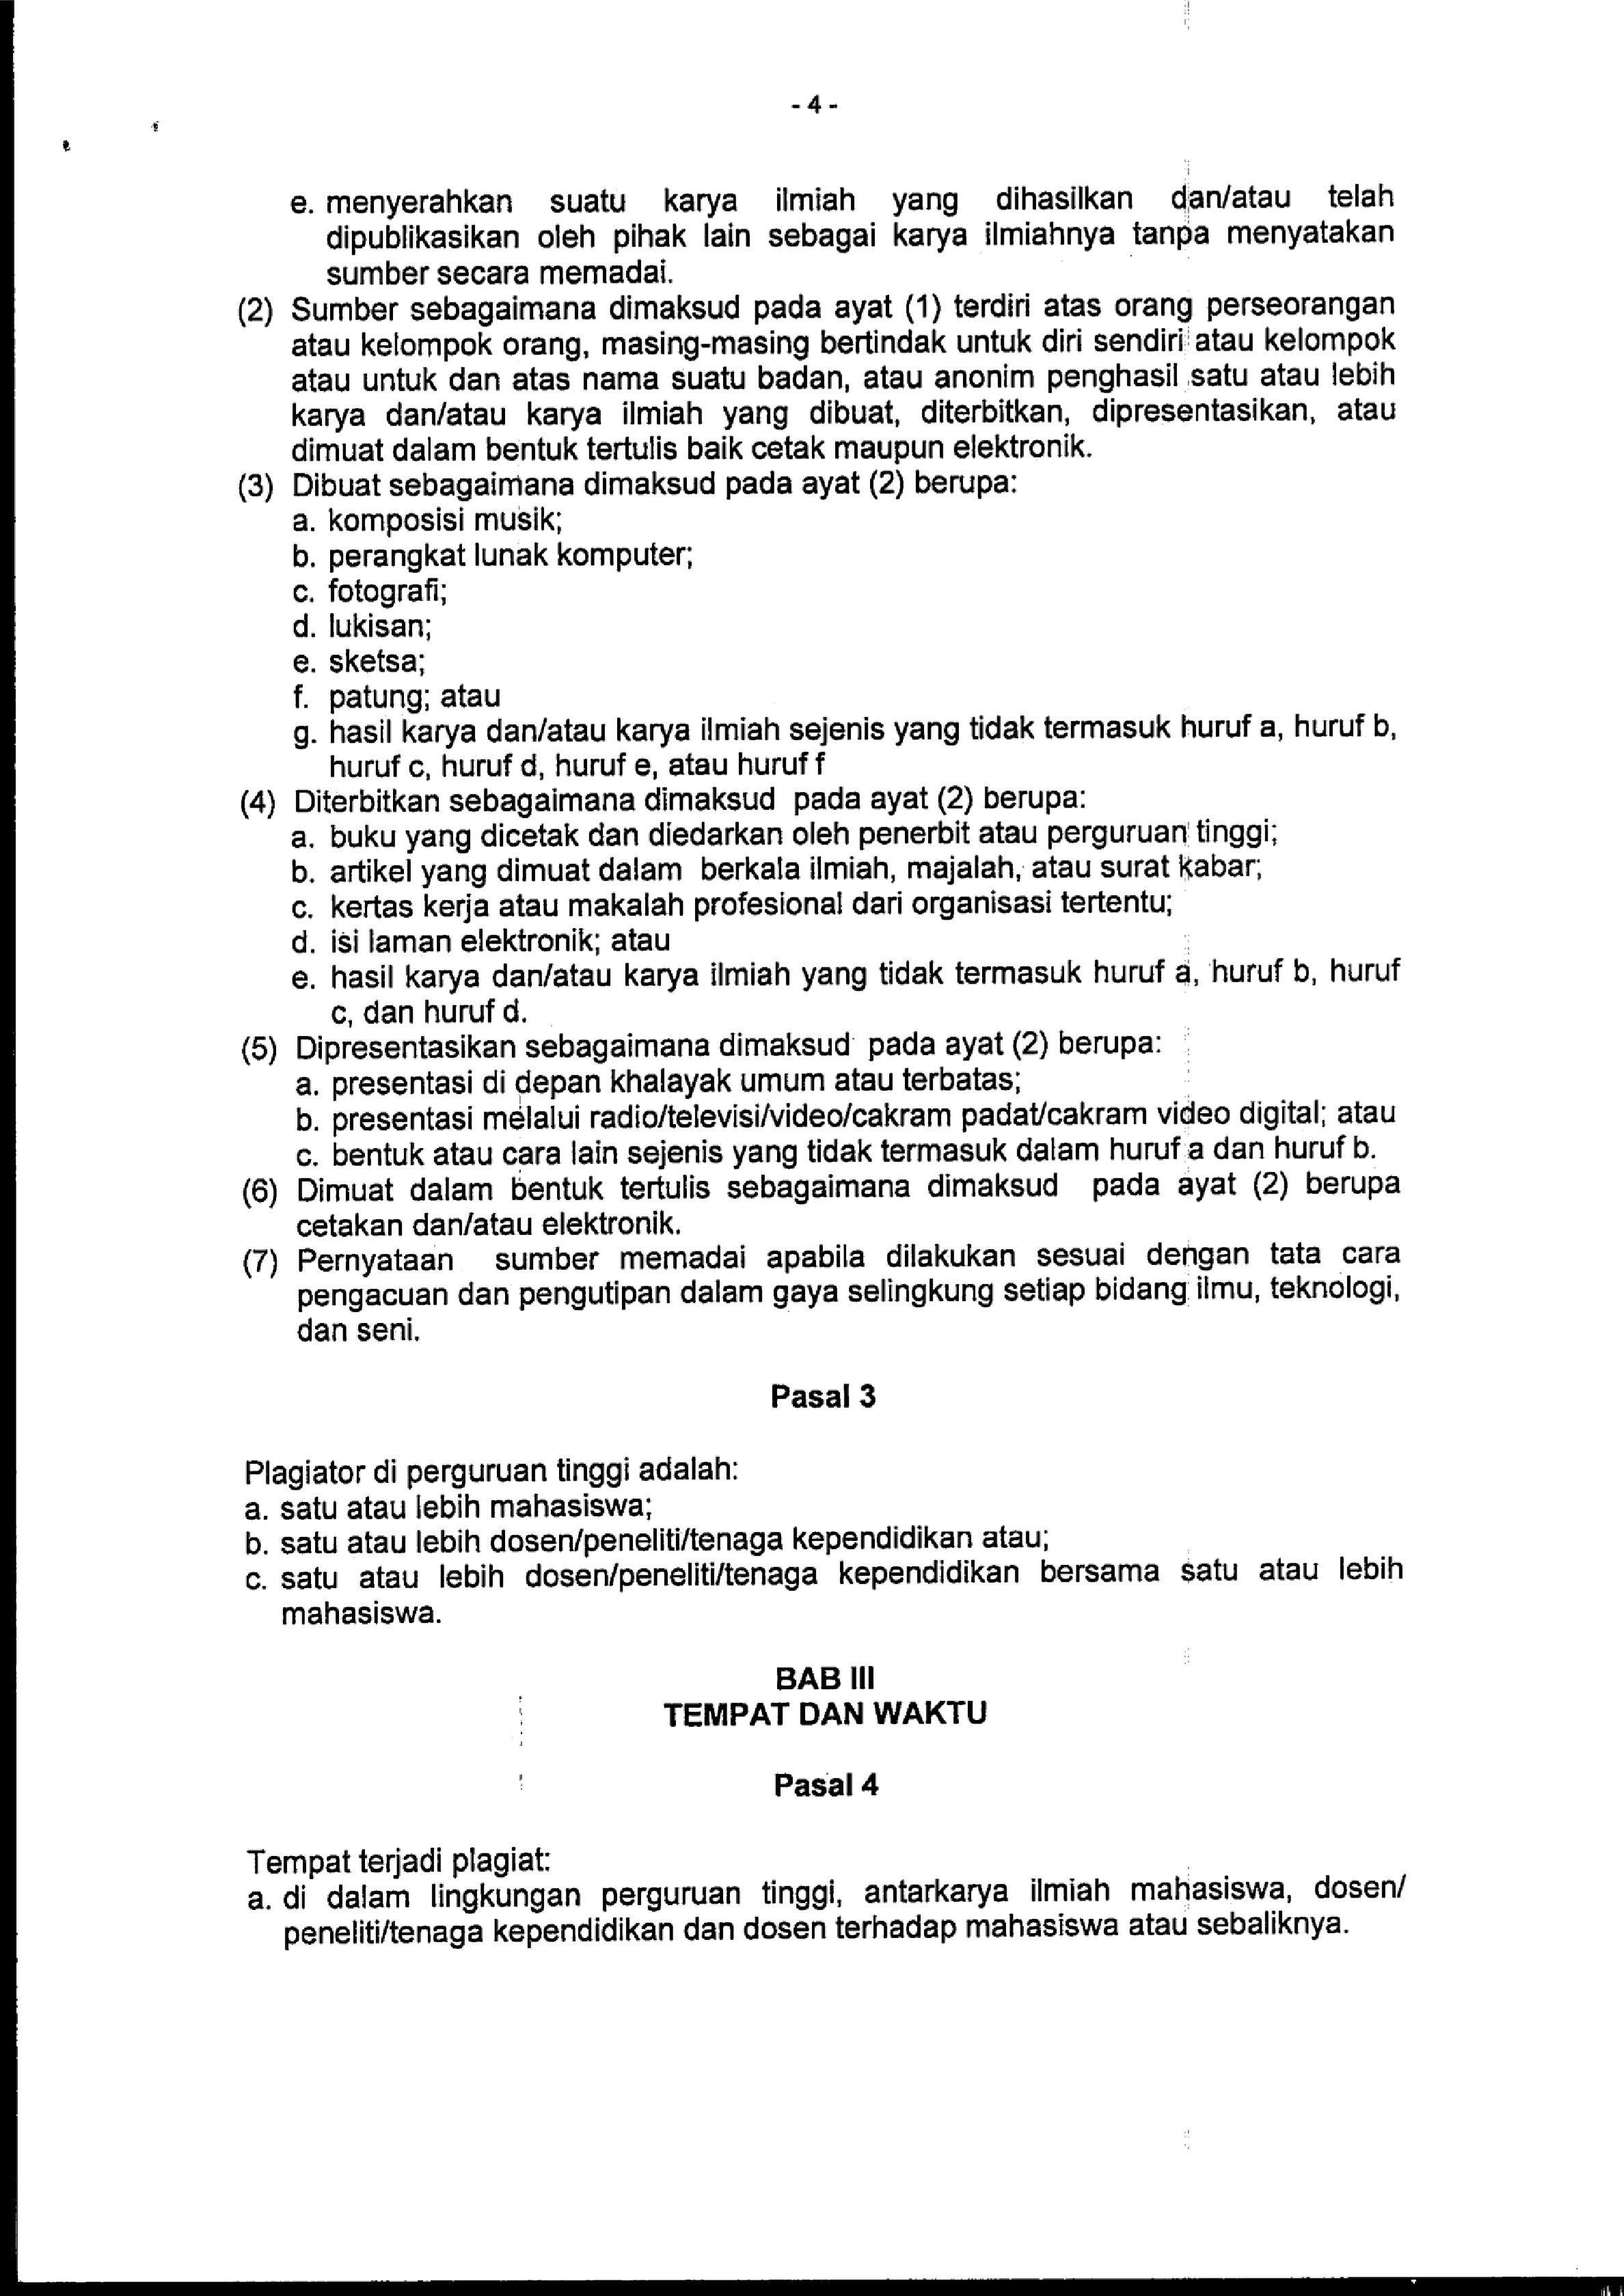 - 4 -
e. menyerahkan suatu karya ilmiah yang dihasilkan dan/atau telah
dipublikasikan oleh pihak lain sebagai karya ilmiahnya tanpa menyatakan
sumber secara memadai.
(2) Sumber sebagaimana dimaksud pada ayat (1) terdiri atas orang perseorangan
atau kelompok orang, masing-masing bertindak untuk diri sendiri atau kelompok
atau untuk dan atas nama suatu badan, atau anonim penghasil satu atau lebih
karya dan/atau karya ilmiah yang dibuat, diterbitkan, dipresentasikan, atau
dimuat dalam bentuk tertulis baik cetak maupun elektronik.
(3) Dibuat sebagaimana dimaksud pada ayat (2) berupa:
a. komposisi musik;
b. perangkat lunak komputer;
c. fotografi;
d. lukisan;
e. sketsa;
f. patung; atau
g. hasil karya dan/atau karya ilmiah sejenis yang tidak termasuk huruf a, huruf b,
huruf c, huruf d, huruf e, atau huruf f
(4) Diterbitkan sebagaimana dimaksud pada ayat (2) berupa:
a. buku yang dicetak dan diedarkan oleh penerbit atau perguruan tinggi;
b. artikel yang dimuat dalam berkala ilmiah, majalah, atau surat kabar;
c. kertas kerja atau makalah profesional dari organisasi tertentu;
d. isi laman elektronik; atau
e. hasil karya dan/atau karya ilmiah yang tidak termasuk huruf a, huruf b, huruf
c, dan huruf d.
(5) Dipresentasikan sebagaimana dimaksud pada ayat (2) berupa:
a. presentasi di depan khalayak umum atau terbatas;
b. presentasi melalui radio/televisi/video/cakram padat/cakram video digital; atau
c. bentuk atau cara lain sejenis yang tidak termasuk dalam huruf a dan huruf b.
(6) Dimuat dalam bentuk tertulis sebagaimana dimaksud pada ayat (2) berupa
cetakan dan/atau elektronik.
(7) Pernyataan sumber memadai apabila dilakukan sesuai dengan tata cara
pengacuan dan pengutipan dalam gaya selingkung setiap bidang ilmu, teknologi,
dan seni.
Pasal 3
Plagiator di perguruan tinggi adalah:
a. satu atau lebih mahasiswa;
b. satu atau lebih dosen/peneliti/tenaga kependidikan atau;
c. satu atau lebih dosen/peneliti/tenaga kependidikan bersama satu atau lebih
mahasiswa.
BAB III
TEMPAT DAN WAKTU
Pasal 4
Tempat terjadi plagiat:
a. di dalam lingkungan perguruan tinggi, antarkarya ilmiah mahasiswa, dosen/
peneliti/tenaga kependidikan dan dosen terhadap mahasiswa atau sebaliknya.